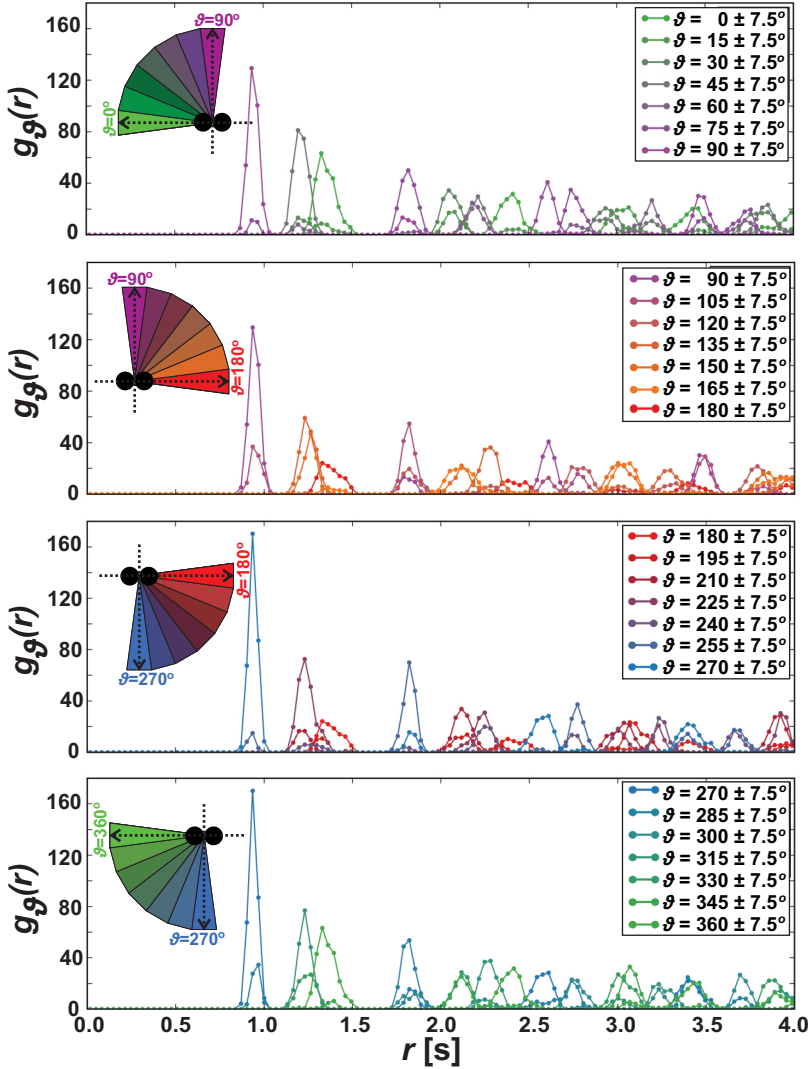 ϑ=90°
ϑ=0°
g_ϑ(r)
160
120
80
40
0
ϑ = 0 ± 7.5°
ϑ = 15 ± 7.5°
ϑ = 30 ± 7.5°
ϑ = 45 ± 7.5°
ϑ = 60 ± 7.5°
ϑ = 75 ± 7.5°
ϑ = 90 ± 7.5°
ϑ=90°
ϑ=180°
g_ϑ(r)
160
120
80
40
0
ϑ = 90 ± 7.5°
ϑ = 105 ± 7.5°
ϑ = 120 ± 7.5°
ϑ = 135 ± 7.5°
ϑ = 150 ± 7.5°
ϑ = 165 ± 7.5°
ϑ = 180 ± 7.5°
ϑ=180°
ϑ=270°
g_ϑ(r)
160
120
80
40
0
ϑ = 180 ± 7.5°
ϑ = 195 ± 7.5°
ϑ = 210 ± 7.5°
ϑ = 225 ± 7.5°
ϑ = 240 ± 7.5°
ϑ = 255 ± 7.5°
ϑ = 270 ± 7.5°
ϑ=360°
ϑ=270°
g_ϑ(r)
160
120
80
40
0
ϑ = 270 ± 7.5°
ϑ = 285 ± 7.5°
ϑ = 300 ± 7.5°
ϑ = 315 ± 7.5°
ϑ = 330 ± 7.5°
ϑ = 345 ± 7.5°
ϑ = 360 ± 7.5°
0.0 0.5 1.0 1.5 2.0 2.5 3.0 3.5 4.0
r [s]